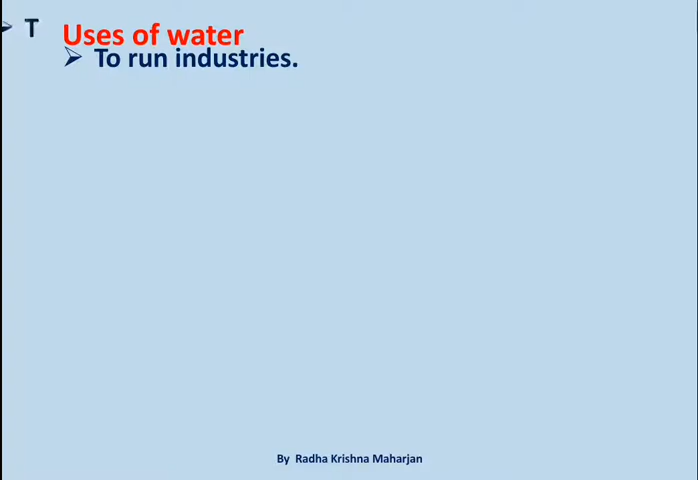 ➢ T
Uses of water
➢ To run industries.
By Radha Krishna Maharjan